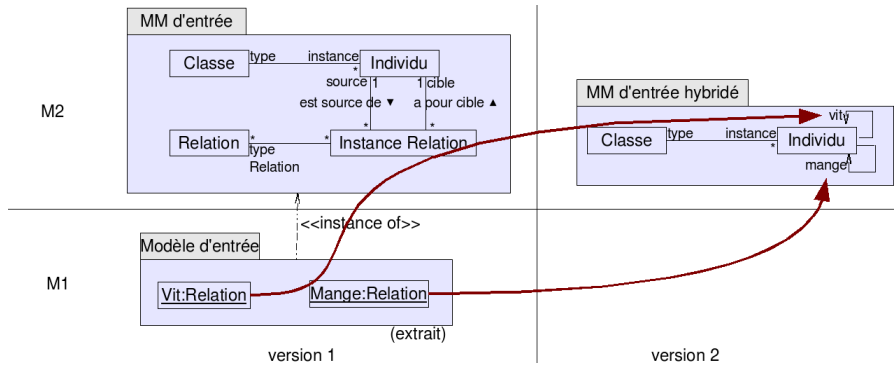 MM d'entrée
Classe
type
instance
*
Individu
source
1
1
cible
est source de ▼
a pour cible ▲
*
*
Relation
*
type
Relation
*
Instance Relation
M2
MM d'entrée hybridé
vity
Classe
type
instance
*
Individu
mange
<<instance of>>
Modèle d'entrée
M1
Vit:Relation
Mange:Relation
(extrait)
version 1
version 2